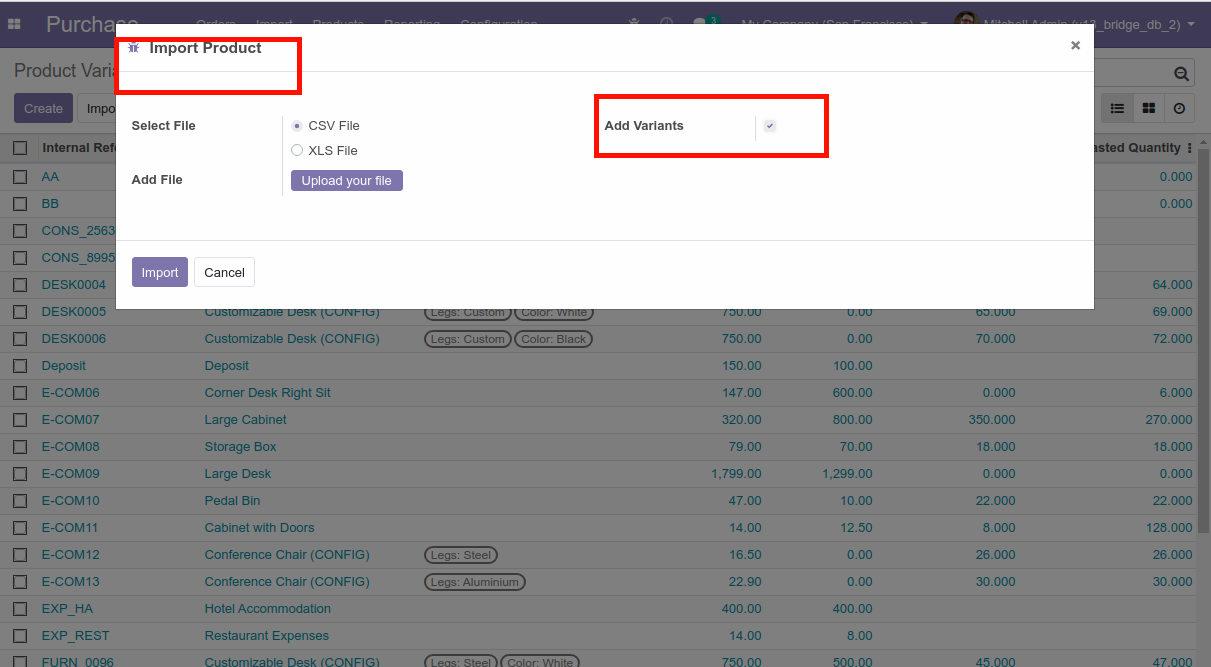 Purchase Orders Import Products Reporting Configuration 3 My Company (San Francisco) Mitchell Admin (v13_bridge_db_2)
Import Product ×
Product Varia
Create Impo
Select File CSV File Add Variants
XLS File
Add File Upload your file
Import Cancel
Internal Refe asted Quantity
AA 0.000
BB 0.000
CONS_2563
CONS_8995
DESK0004 64.000
DESK0005 Customizable Desk (CONFIG) Legs: Custom Color: White 750.00 0.00 65.000 69.000
DESK0006 Customizable Desk (CONFIG) Legs: Custom Color: Black 750.00 0.00 70.000 72.000
Deposit Deposit 150.00 100.00
E-COM06 Corner Desk Right Sit 147.00 600.00 0.000 6.000
E-COM07 Large Cabinet 320.00 800.00 350.000 270.000
E-COM08 Storage Box 79.00 70.00 18.000 18.000
E-COM09 Large Desk 1,799.00 1,299.00 0.000 0.000
E-COM10 Pedal Bin 47.00 10.00 22.000 22.000
E-COM11 Cabinet with Doors 14.00 12.50 8.000 128.000
E-COM12 Conference Chair (CONFIG) Legs: Steel 16.50 0.00 26.000 26.000
E-COM13 Conference Chair (CONFIG) Legs: Aluminium 22.90 0.00 30.000 30.000
EXP_HA Hotel Accommodation 400.00 400.00
EXP_REST Restaurant Expenses 14.00 8.00
FURN_0096 Customizable Desk (CONFIG) Legs: Steel Color: White 750.00 500.00 45.000 47.000